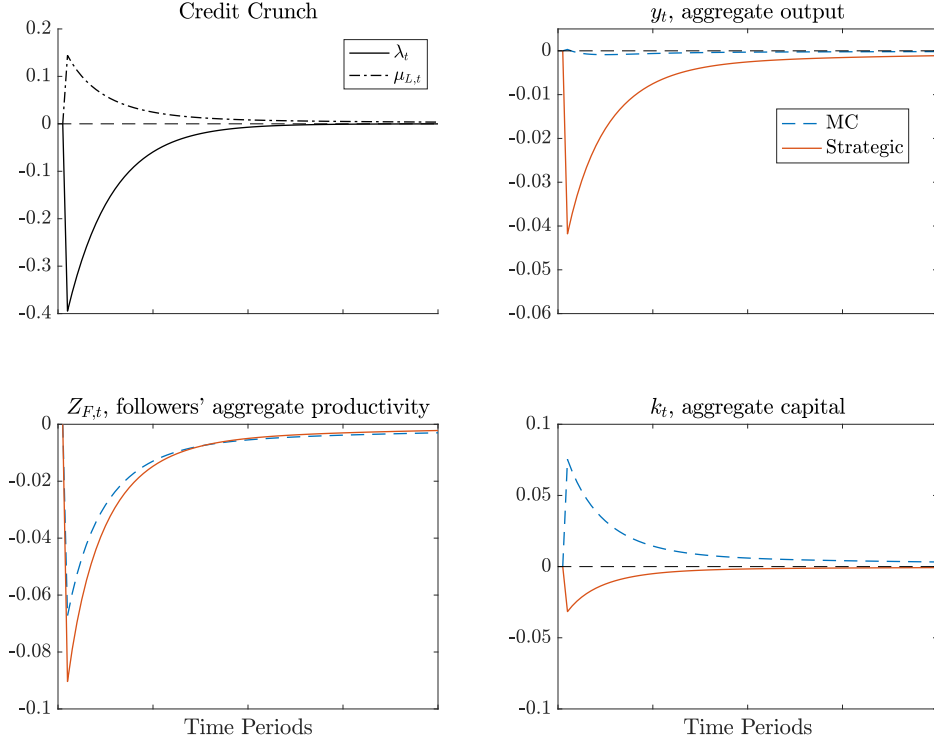 Credit Crunch
0.2
0.1
0
-0.1
-0.2
-0.3
-0.4
λ_t
μ_{L,t}
y_t, aggregate output
0
-0.01
-0.02
-0.03
-0.04
-0.05
-0.06
MC
Strategic
Z_{F,t}, followers' aggregate productivity
0
-0.02
-0.04
-0.06
-0.08
-0.1
Time Periods
k_t, aggregate capital
0.1
0.05
0
-0.05
-0.1
Time Periods